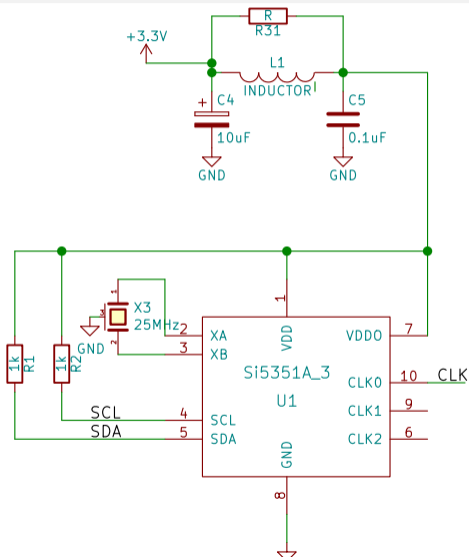 R
R31
+3.3V
L1
INDUCTOR
+
C4
10uF
C5
0.1uF
GND
GND
1
X3
25MHz
2
GND
1k
R1
1k
R2
1
VDD
2
XA
3
XB
VDDO
7
Si5351A_3
U1
CLK0
10
CLK
CLK1
9
SCL
4
SCL
SDA
5
SDA
CLK2
6
GND
8